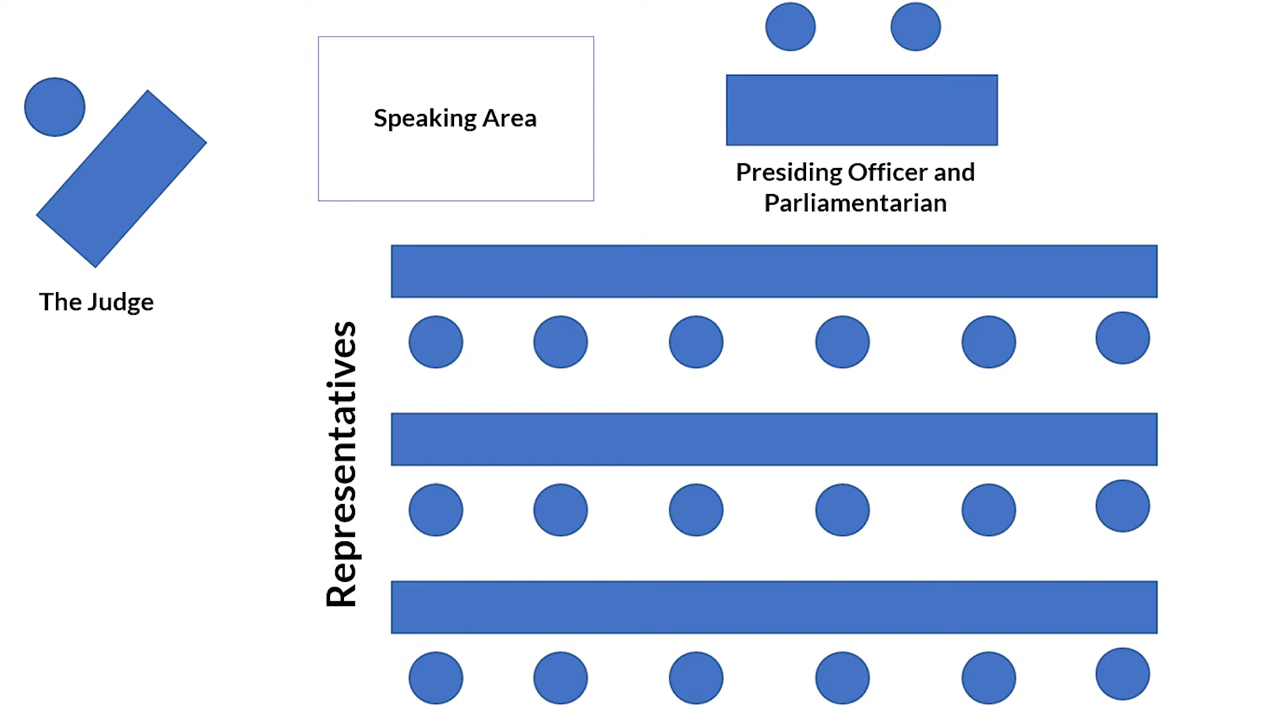 Speaking Area
Presiding Officer and
Parliamentarian
The Judge
Representatives